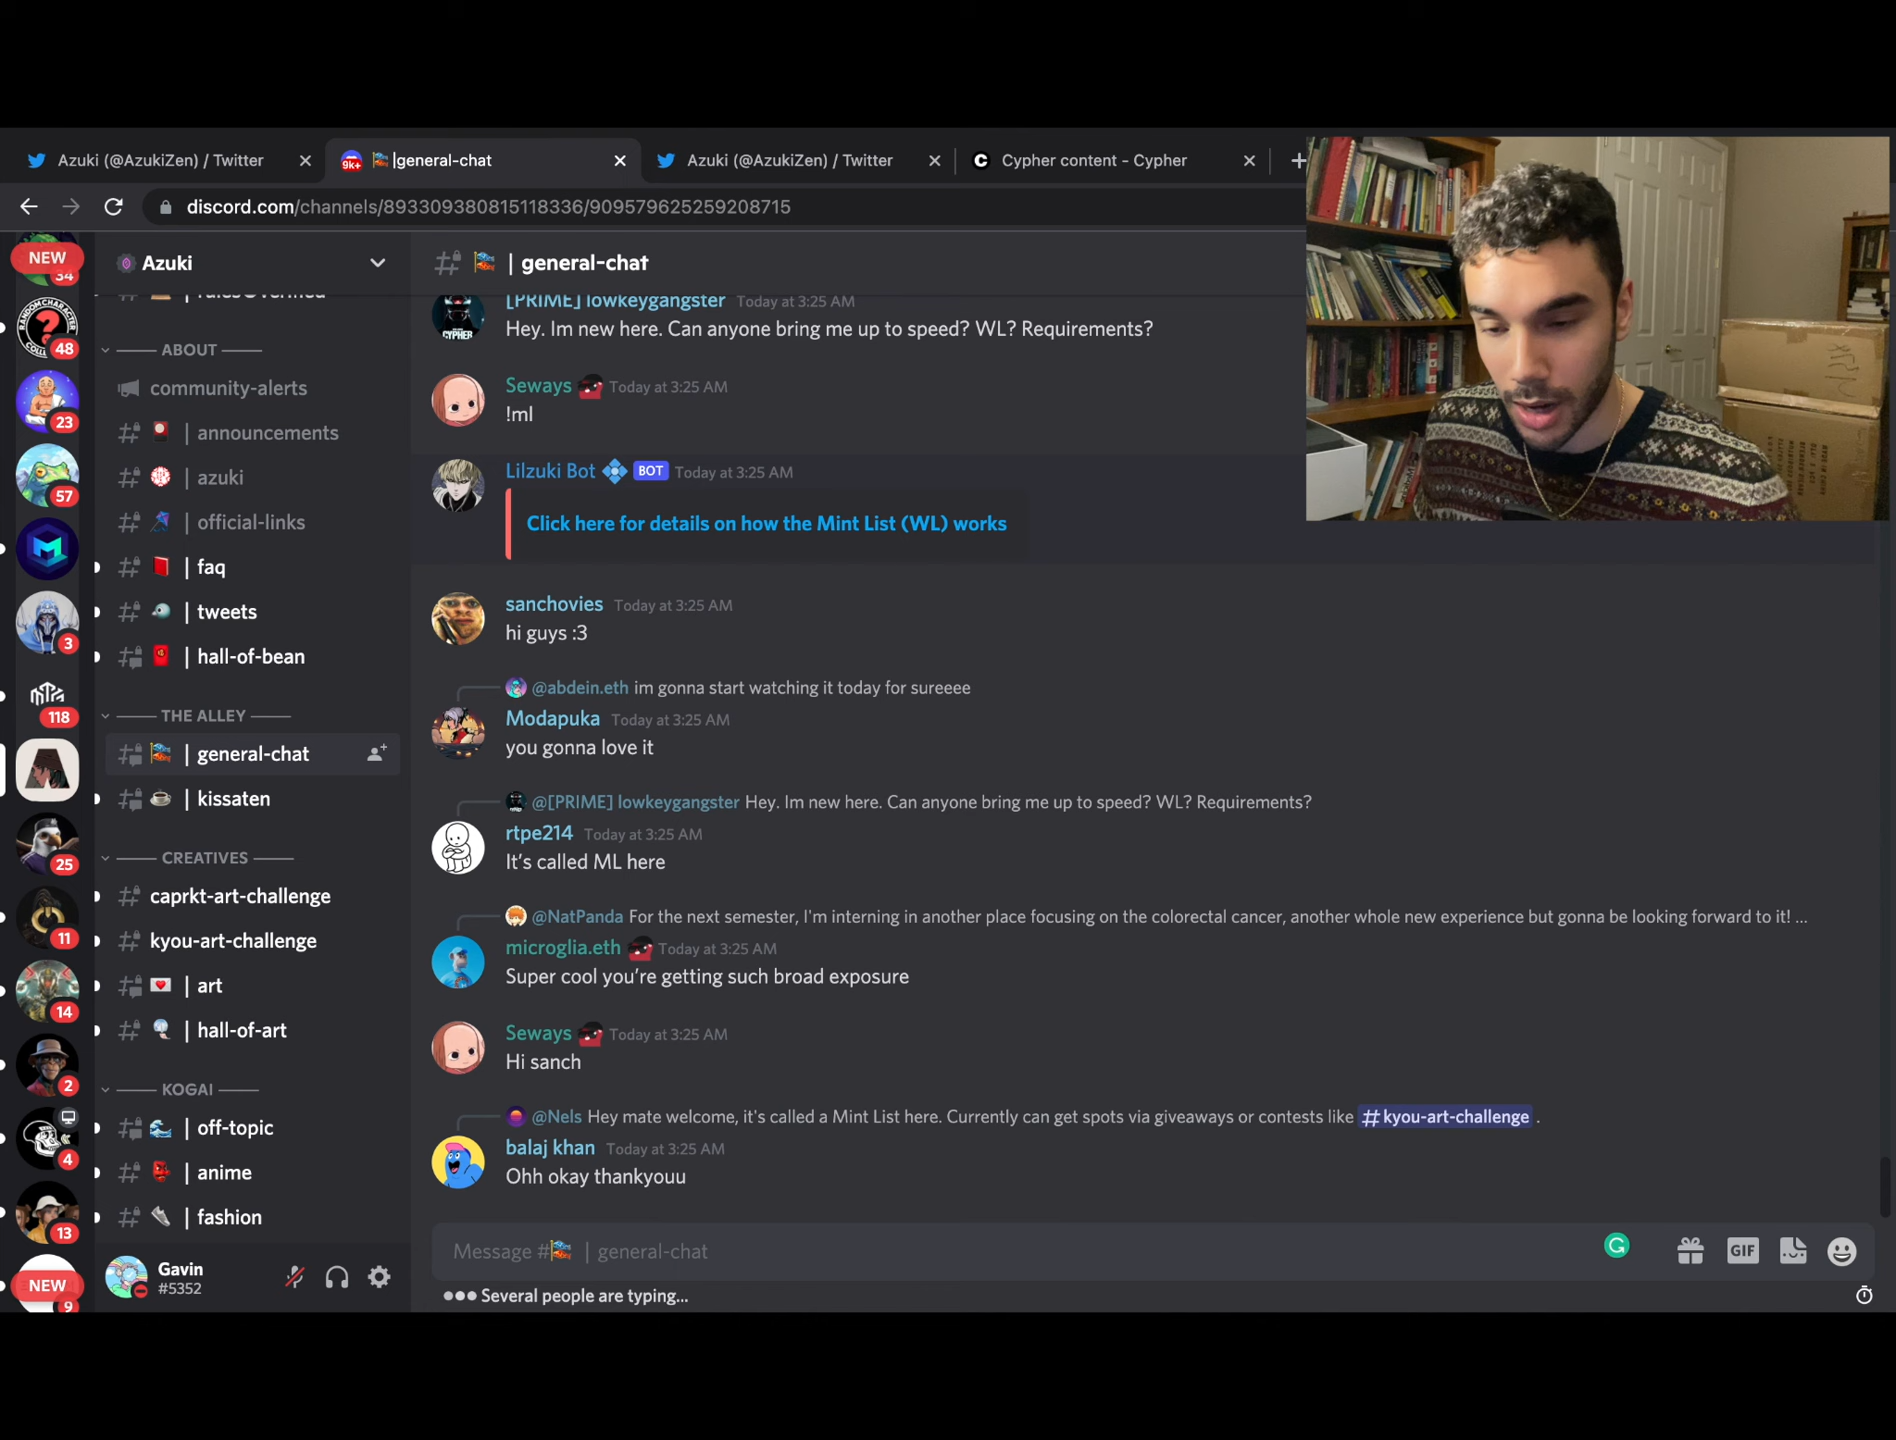 Azuki (@AzukiZen) / Twitter
9K+
|general-chat
Azuki (@AzukiZen) / Twitter
C
Cypher content - Cypher
discord.com/channels/893309380815118336/909579625259208715
NEW
34
48
23
57
3
118
25
11
14
2
4
13
NEW
9
Azuki
ABOUT
community-alerts
| announcements
| azuki
| official-links
| faq
| tweets
| hall-of-bean
THE ALLEY
| general-chat
| kissaten
CREATIVES
caprkt-art-challenge
kyou-art-challenge
| art
| hall-of-art
KOGAI
| off-topic
| anime
| fashion
Gavin
#5352
| general-chat
[PRIME] lowkeygangster Today at 3:25 AM
Hey. Im new here. Can anyone bring me up to speed? WL? Requirements?
CYPHER
Seways Today at 3:25 AM
!ml
Lilzuki Bot BOT Today at 3:25 AM
Click here for details on how the Mint List (WL) works
sanchovies Today at 3:25 AM
hi guys :3
@abdein.eth im gonna start watching it today for sureeee
Modapuka Today at 3:25 AM
you gonna love it
@[PRIME] lowkeygangster Hey. Im new here. Can anyone bring me up to speed? WL? Requirements?
rtpe214 Today at 3:25 AM
It's called ML here
@NatPanda For the next semester, I'm interning in another place focusing on the colorectal cancer, another whole new experience but gonna be looking forward to it! ...
microglia.eth Today at 3:25 AM
Super cool you're getting such broad exposure
Seways Today at 3:25 AM
Hi sanch
@Nels Hey mate welcome, it's called a Mint List here. Currently can get spots via giveaways or contests like # kyou-art-challenge .
balaj khan Today at 3:25 AM
Ohh okay thankyouu
Message # | general-chat
G
GIF
Several people are typing...